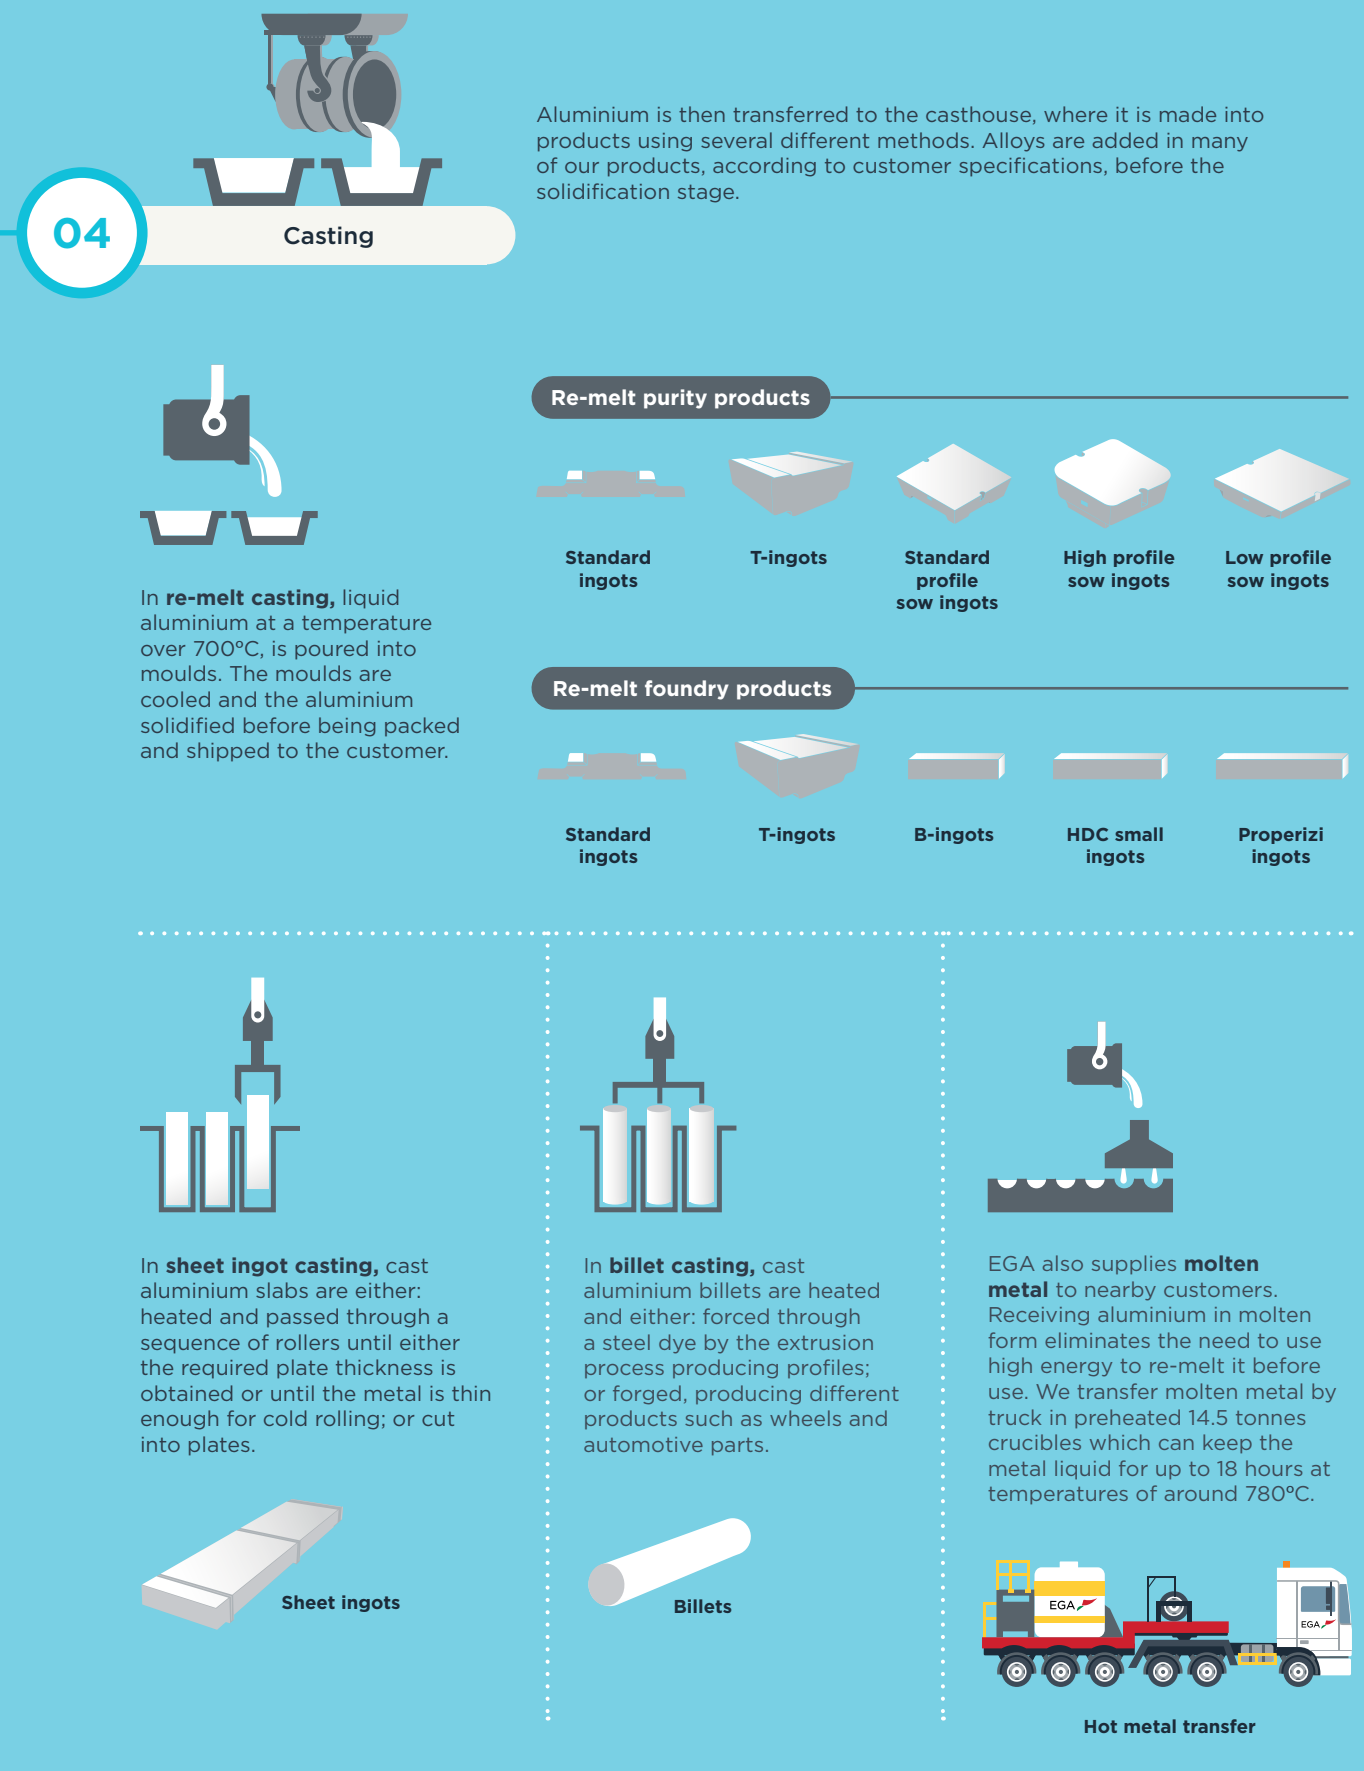 Aluminium is then transferred to the casthouse, where it is made into
products using several different methods. Alloys are added in many
of our products, according to customer specifications, before the
solidification stage.
04
Casting
In re-melt casting, liquid
aluminium at a temperature
over 700ºC, is poured into
moulds. The moulds are
cooled and the aluminium
solidified before being packed
and shipped to the customer.
Re-melt purity products
Standard
ingots
T-ingots
Standard
profile
sow ingots
High profile
sow ingots
Low profile
sow ingots
Re-melt foundry products
Standard
ingots
T-ingots
B-ingots
HDC small
ingots
Properizi
ingots
In sheet ingot casting, cast
aluminium slabs are either:
heated and passed through a
sequence of rollers until either
the required plate thickness is
obtained or until the metal is thin
enough for cold rolling; or cut
into plates.
Sheet ingots
In billet casting, cast
aluminium billets are heated
and either: forced through
a steel dye by the extrusion
process producing profiles;
or forged, producing different
products such as wheels and
automotive parts.
Billets
EGA also supplies molten
metal to nearby customers.
Receiving aluminium in molten
form eliminates the need to use
high energy to re-melt it before
use. We transfer molten metal by
truck in preheated 14.5 tonnes
crucibles which can keep the
metal liquid for up to 18 hours at
temperatures of around 780ºC.
EGA
EGA
Hot metal transfer